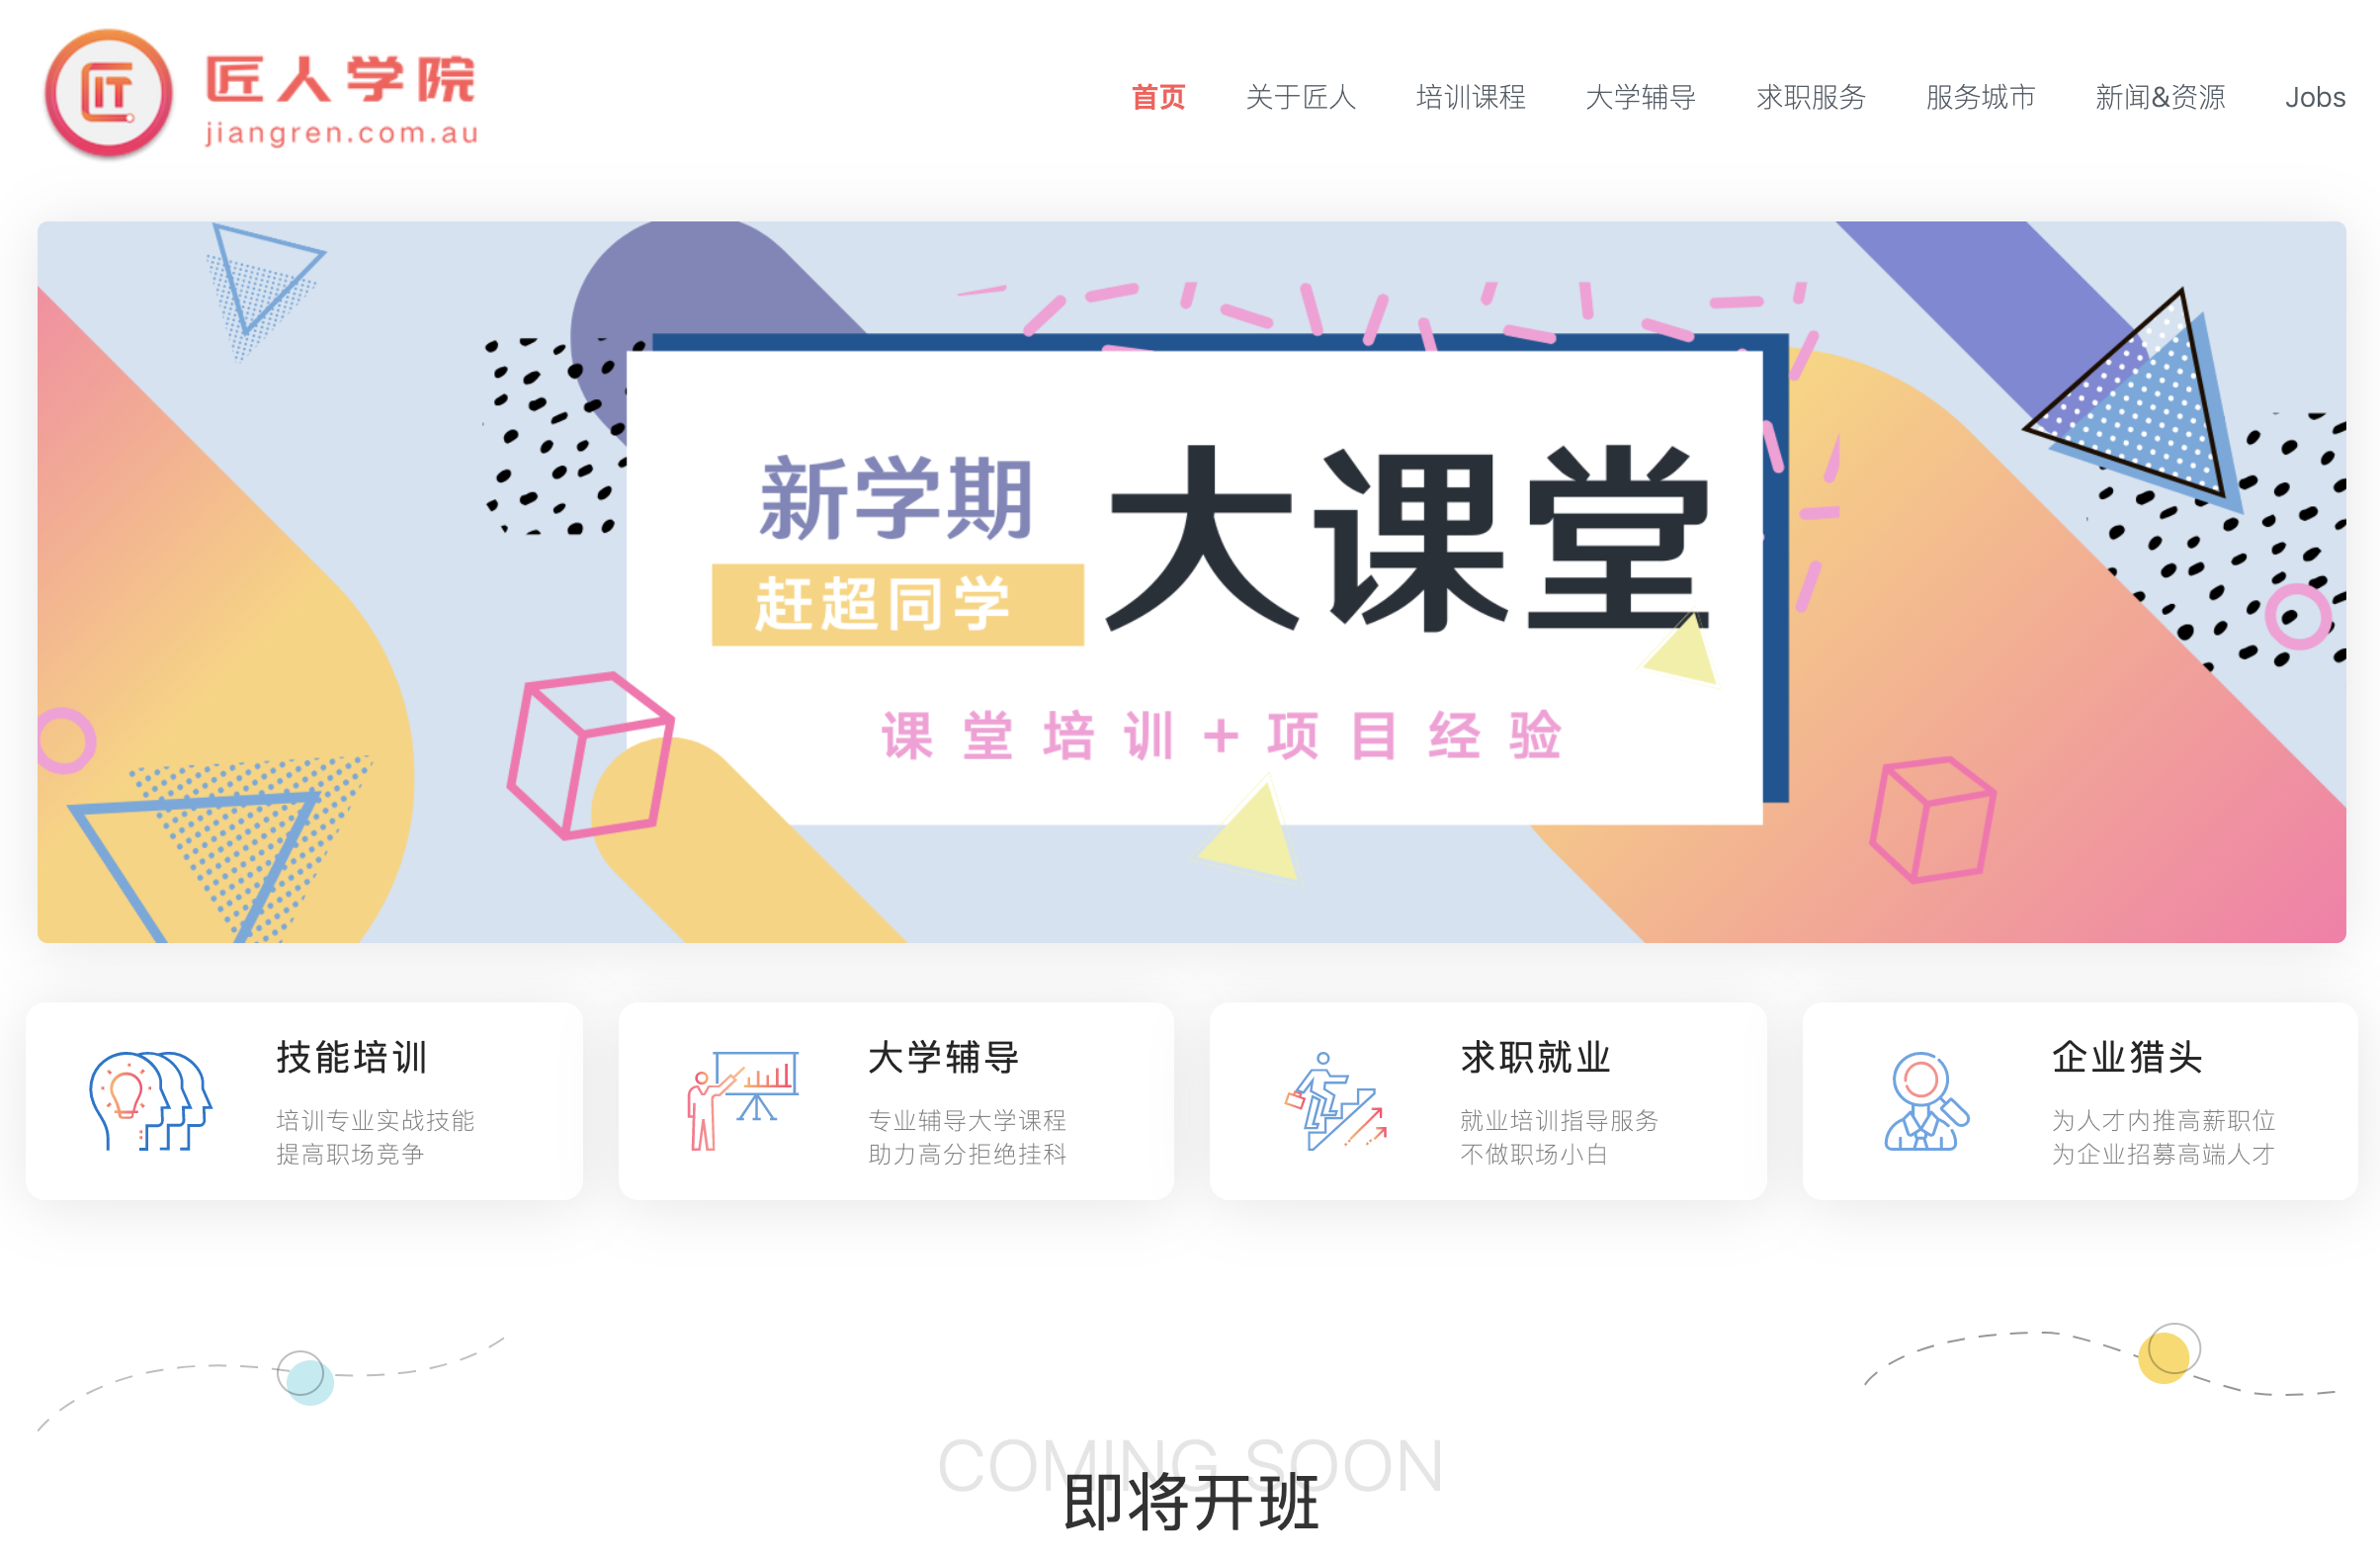 匠人学院
jiangren.com.au
首页 关于匠人 培训课程 大学辅导 求职服务 服务城市 新闻&资源 Jobs
新学期
赶超同学
大课堂
课堂培训+项目经验
技能培训
培训专业实战技能
提高职场竞争
大学辅导
专业辅导大学课程
助力高分拒绝挂科
求职就业
就业培训指导服务
不做职场小白
企业猎头
为人才内推高薪职位
为企业招募高端人才
COMING SOON
即将开班